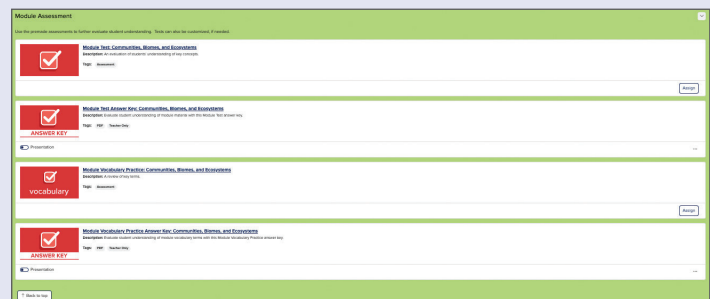 Module Assessment
Use the premade assessments to further evaluate student understanding. Tests can also be customized, if needed.
Module Test: Communities, Biomes, and Ecosystems
Description: An evaluation of students' understanding of key concepts.
Tags: Assessment
Assign
Module Test Answer Key: Communities, Biomes, and Ecosystems
Description: Evaluate student understanding of module material with this Module Test answer key.
Tags: PDF Teacher Only
ANSWER KEY
Presentation
...
Module Vocabulary Practice: Communities, Biomes, and Ecosystems
Description: A review of key terms.
Tags: Assessment
vocabulary
Assign
Module Vocabulary Practice Answer Key: Communities, Biomes, and Ecosystems
Description: Evaluate student understanding of module vocabulary terms with this Module Vocabulary Practice answer key.
Tags: PDF Teacher Only
ANSWER KEY
Presentation
...
↑ Back to top